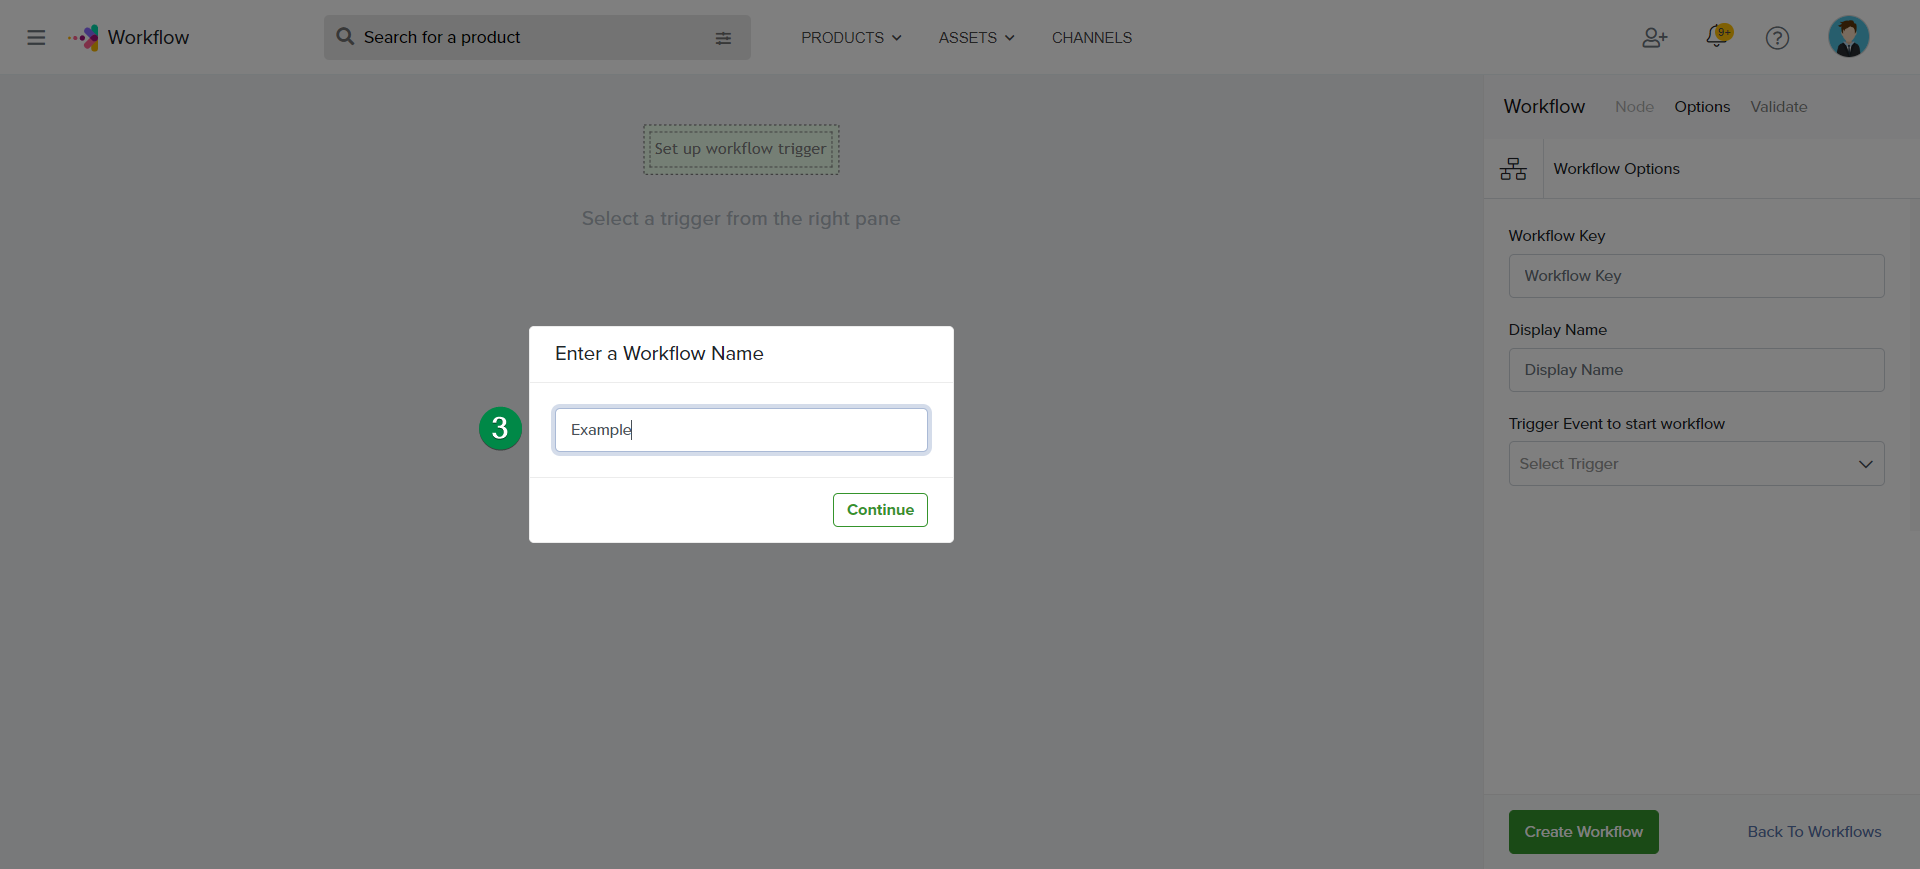 Workflow
Search for a product
PRODUCTS
ASSETS
CHANNELS
9+
?
Set up workflow trigger
Select a trigger from the right pane
Enter a Workflow Name
3
Example
Continue
Workflow
Node
Options
Validate
Workflow Options
Workflow Key
Workflow Key
Display Name
Display Name
Trigger Event to start workflow
Select Trigger
Create Workflow
Back To Workflows